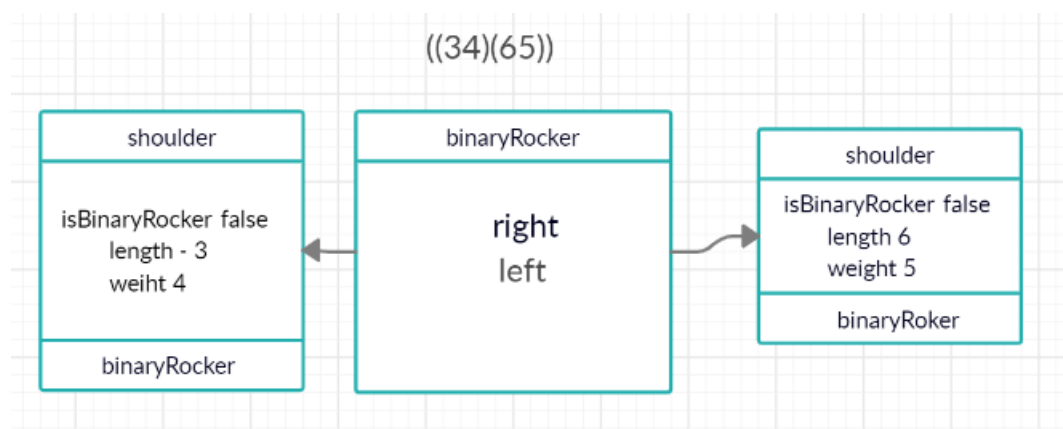 ((34)(65))
shoulder
isBinaryRocker false
length - 3
weiht 4
binaryRocker
binaryRocker
right
left
shoulder
isBinaryRocker false
length 6
weight 5
binaryRoker